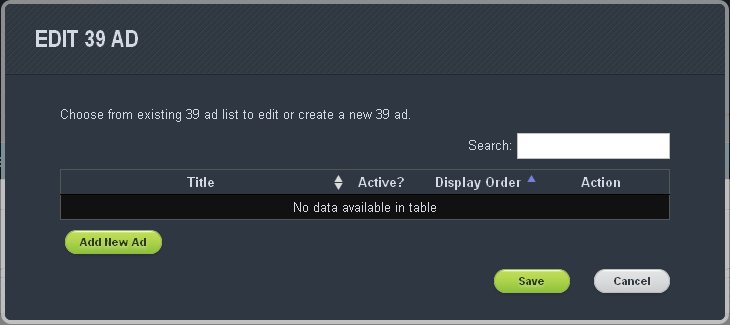 EDIT 39 AD
Choose from existing 39 ad list to edit or create a new 39 ad.
Search:
Title Active? Display Order Action
No data available in table
Add New Ad
Save Cancel